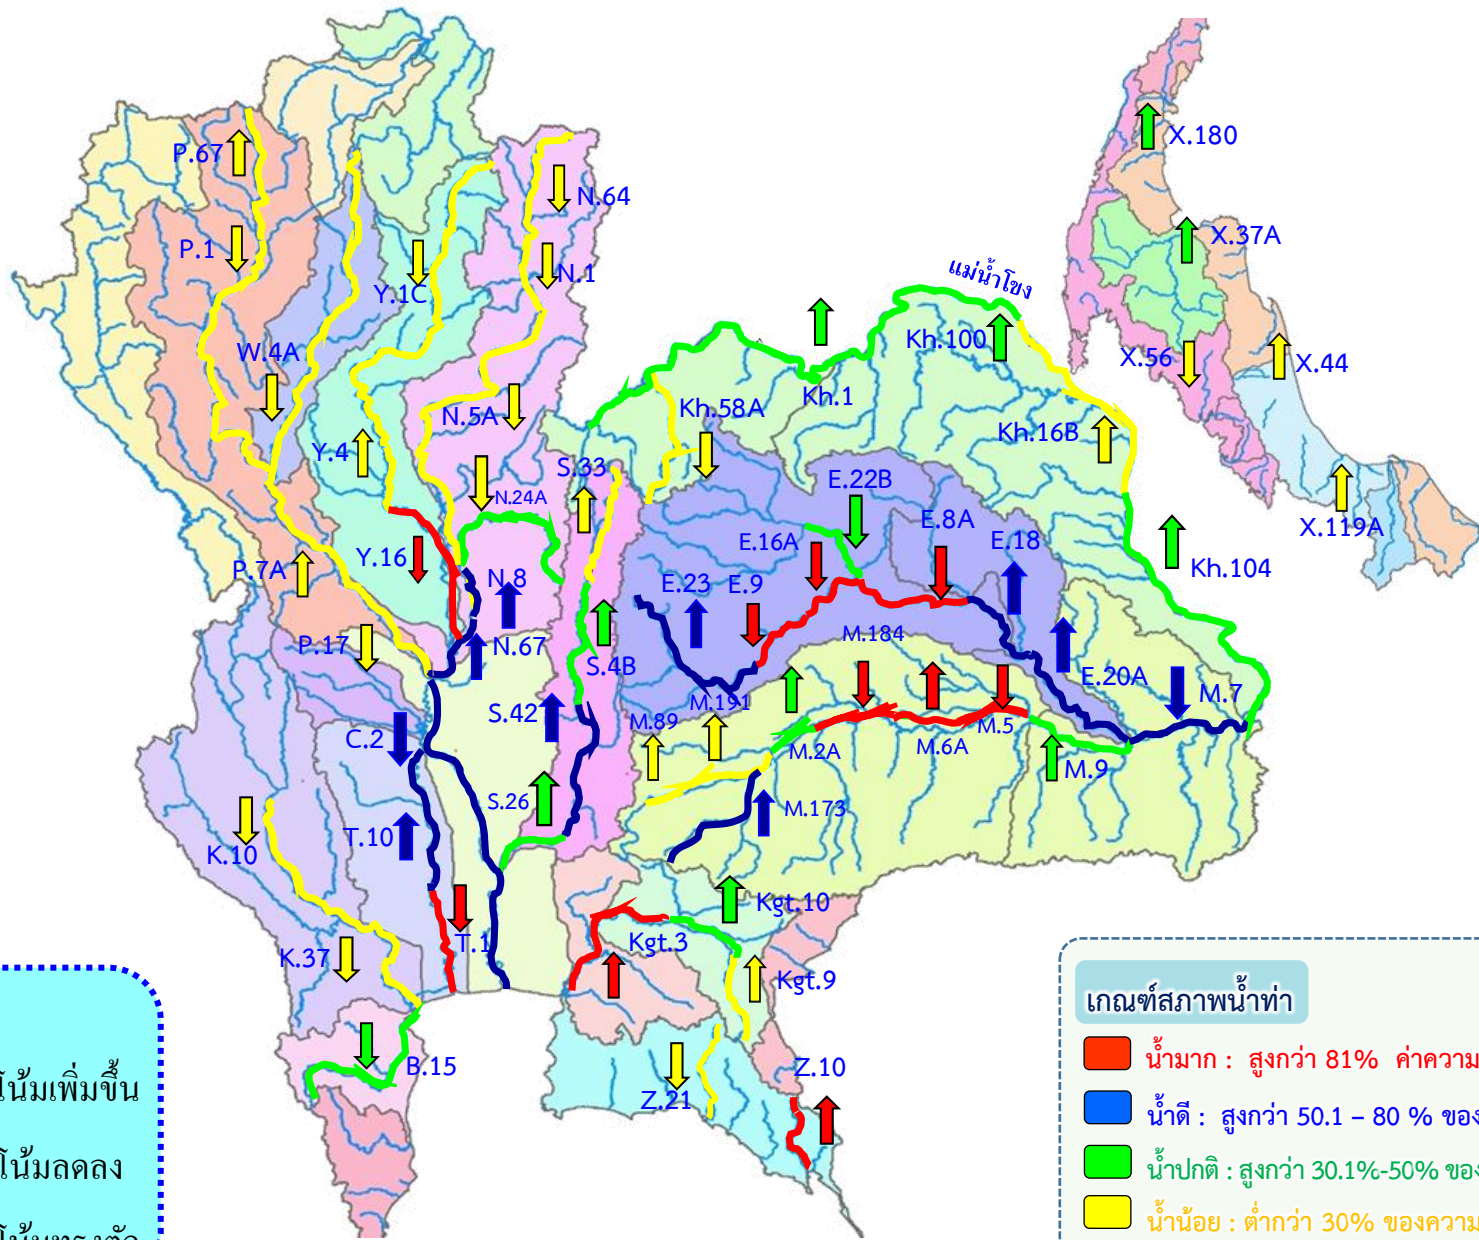 X.180
P.67
N.64
P.1
X.37A
แม่น้ำโขง
N.1
Y.1C
Kh.100
W.4A
X.56
X.44
Kh.1
Kh.58A
N.5A
Kh.16B
Y.4
S.33
E.22B
N.24A
E.8A
X.119A
E.16A
E.18
Y.16
P.7A
Kh.104
N.8
E.23
E.9
M.184
P.17
N.67
S.4B
E.20A
M.7
M.191
S.42
M.89
M.5
C.2
M.2A
M.6A
M.9
S.26
M.173
T.10
K.10
Kgt.10
T.1
Kgt.3
K.37
Kgt.9
B.15
Z.10
Z.21
โน้มเพิ่มขึ้น
โน้มลดลง
โน้มทรงตัว
เกณฑ์สภาพน้ำท่า
น้ำมาก : สูงกว่า 81% ค่าความ
น้ำดี : สูงกว่า 50.1 – 80 % ของ
น้ำปกติ : สูงกว่า 30.1%-50% ของ
น้ำน้อย : ต่ำกว่า 30% ของความ